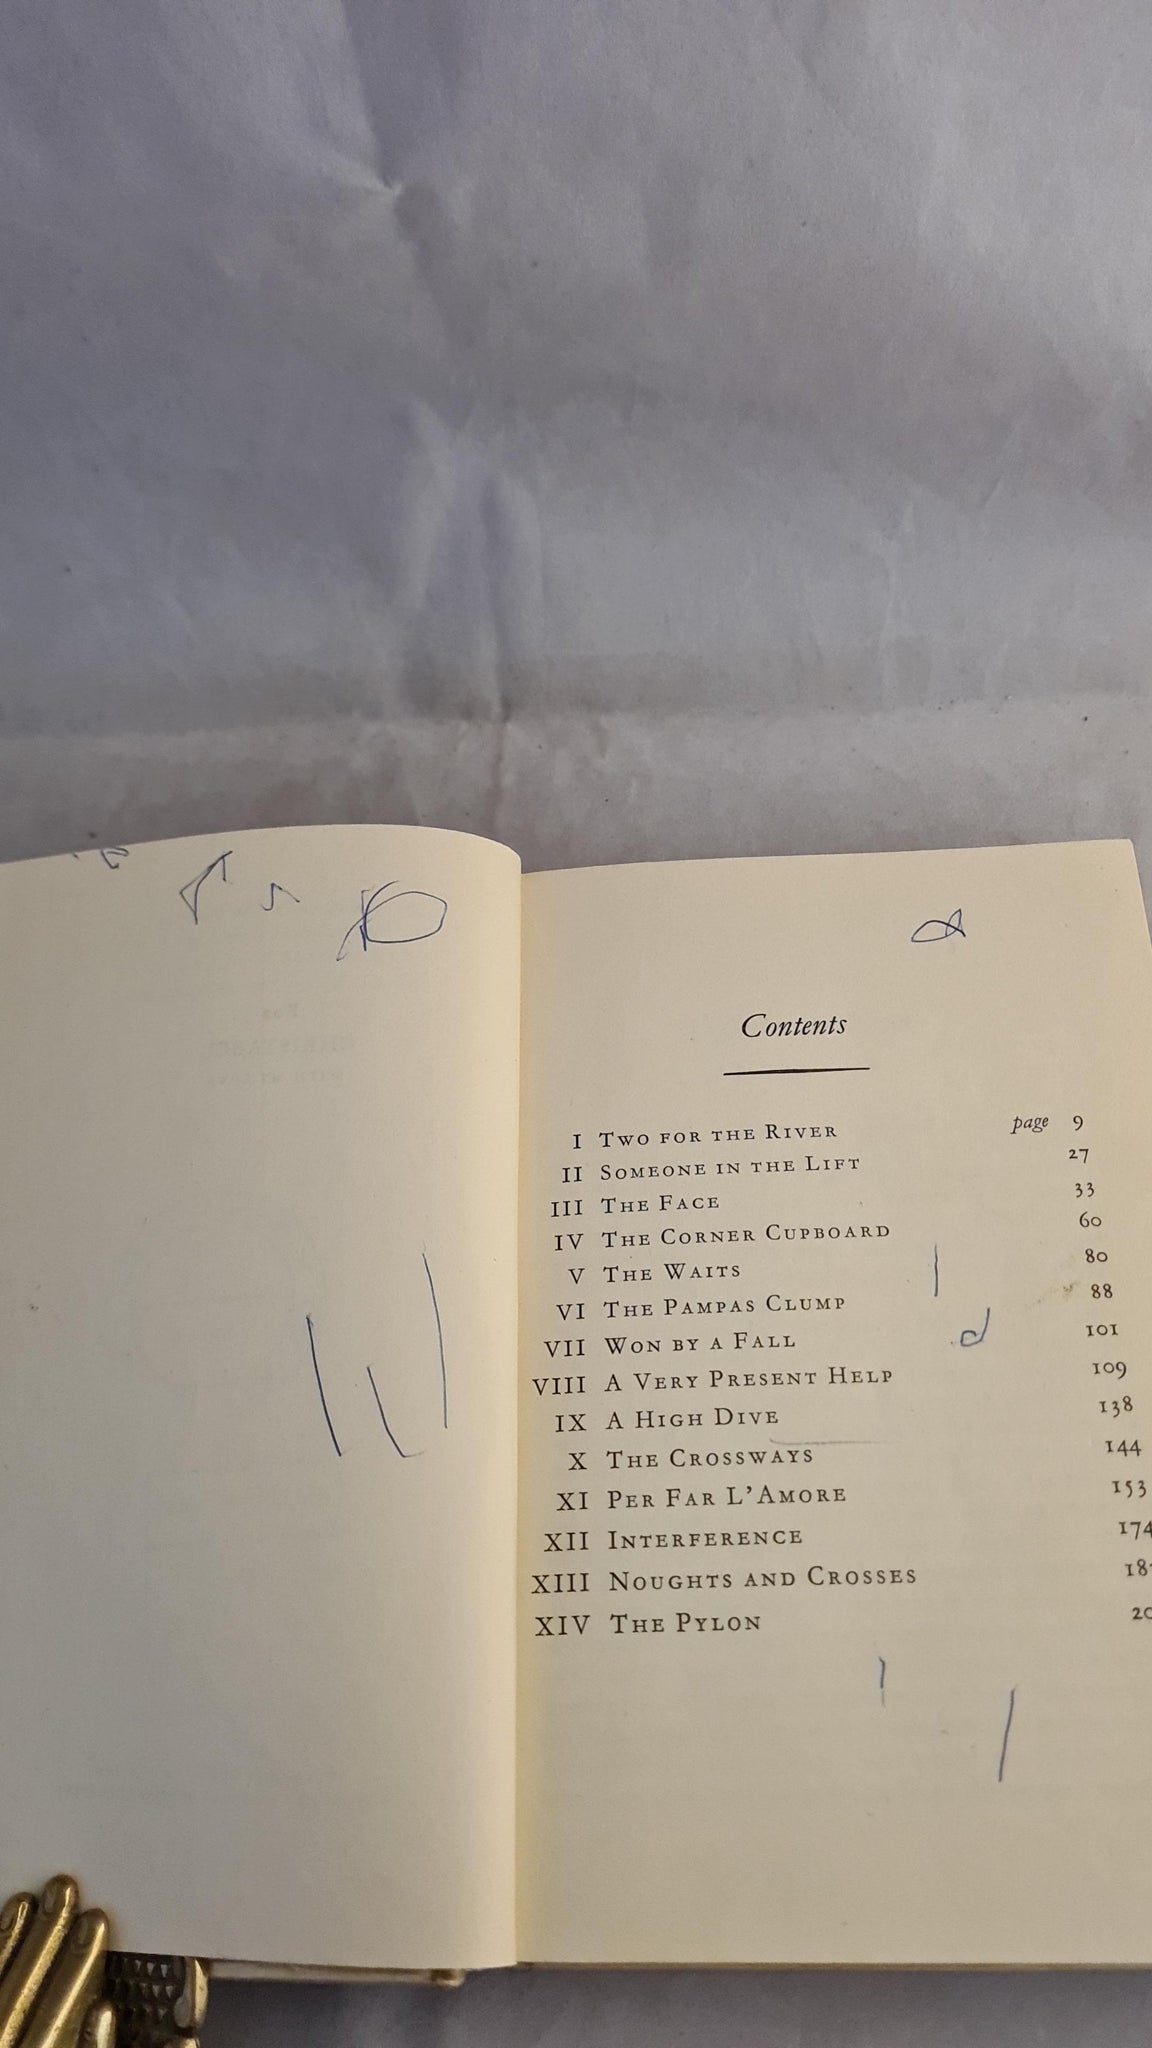 Contents
I TWO FOR THE RIVER page 9
II SOMEONE IN THE LIFT 27
III THE FACE 33
IV THE CORNER CUPBOARD 60
V THE WAITS 80
VI THE PAMPAS CLUMP 88
VII WON BY A FALL 101
VIII A VERY PRESENT HELP 109
IX A HIGH DIVE 138
X THE CROSSWAYS 144
XI PER FAR L'AMORE 153
XII INTERFERENCE 174
XIII NOUGHTS AND CROSSES
XIV THE PYLON